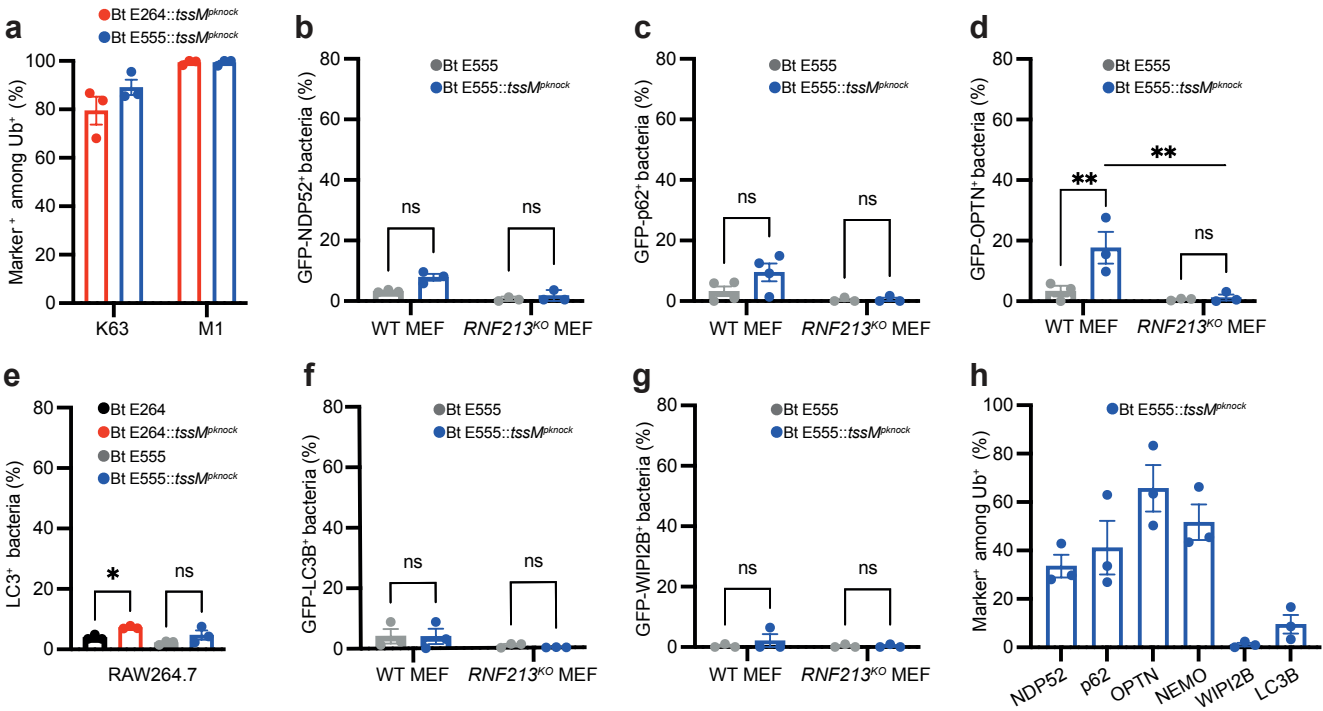 a
Bt E264::tssMᵖᵏⁿᵒᶜᵏ
Bt E555::tssMᵖᵏⁿᵒᶜᵏ
Marker⁺ among Ub⁺ (%)
100
80
60
40
20
0
K63 M1
b
Bt E555
Bt E555::tssMᵖᵏⁿᵒᶜᵏ
GFP-NDP52⁺ bacteria (%)
80
60
40
20
0
ns ns
WT MEF RNF213ᴷᴼ MEF
c
Bt E555
Bt E555::tssMᵖᵏⁿᵒᶜᵏ
GFP-p62⁺ bacteria (%)
80
60
40
20
0
ns ns
WT MEF RNF213ᴷᴼ MEF
d
Bt E555
Bt E555::tssMᵖᵏⁿᵒᶜᵏ
GFP-OPTN⁺ bacteria (%)
80
60
40
20
0
**
** ns
WT MEF RNF213ᴷᴼ MEF
e
Bt E264
Bt E264::tssMᵖᵏⁿᵒᶜᵏ
Bt E555
Bt E555::tssMᵖᵏⁿᵒᶜᵏ
LC3⁺ bacteria (%)
80
60
40
20
0
* ns
RAW264.7
f
Bt E555
Bt E555::tssMᵖᵏⁿᵒᶜᵏ
GFP-LC3B⁺ bacteria (%)
80
60
40
20
0
ns ns
WT MEF RNF213ᴷᴼ MEF
g
Bt E555
Bt E555::tssMᵖᵏⁿᵒᶜᵏ
GFP-WIPI2B⁺ bacteria (%)
80
60
40
20
0
ns ns
WT MEF RNF213ᴷᴼ MEF
h
Bt E555::tssMᵖᵏⁿᵒᶜᵏ
Marker⁺ among Ub⁺ (%)
100
80
60
40
20
0
NDP52 p62 OPTN NEMO WIPI2B LC3B